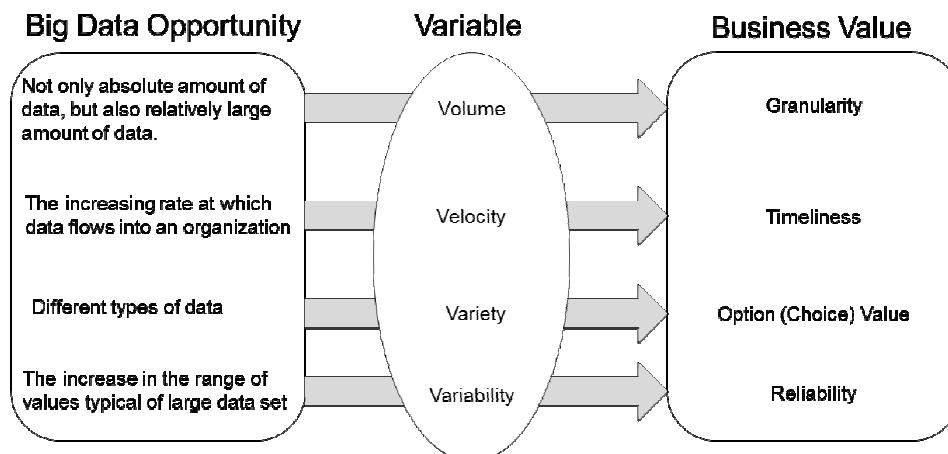 Big Data Opportunity
Variable
Business Value
Not only absolute amount of
data, but also relatively large
amount of data.
Volume
Granularity
The increasing rate at which
data flows into an organization
Velocity
Timeliness
Different types of data
Variety
Option (Choice) Value
The increase in the range of
values typical of large data set
Variability
Reliability